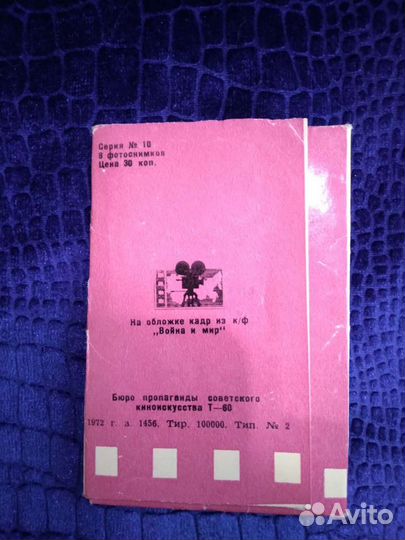 Серия № 10
8 фотоснимков
Цена 30 коп.
На обложке кадр из к/ф
„Война и мир"
Бюро пропаганды советского
киноискусства Т—60
1972 г. з. 1456. Тир. 100000. Тип. № 2
Avito